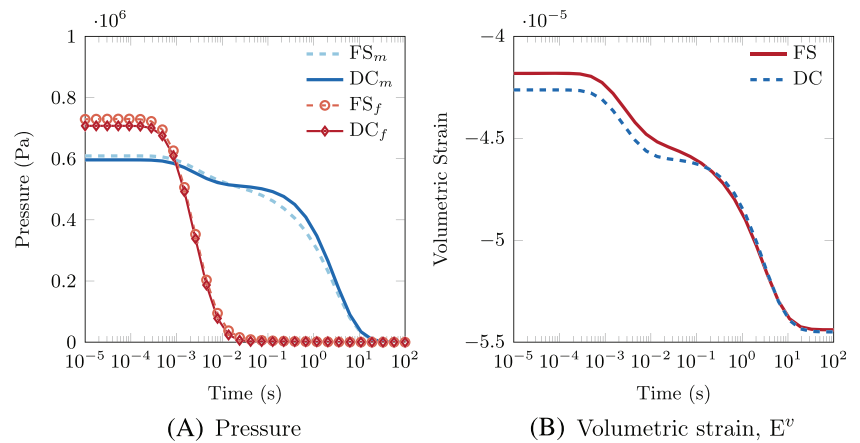 ·10⁶
1
0.8
0.6
0.4
0.2
0
Pressure (Pa)
FSₘ
DCₘ
FS_f
DC_f
10⁻⁵ 10⁻⁴ 10⁻³ 10⁻² 10⁻¹ 10⁰ 10¹ 10²
Time (s)
(A) Pressure
·10⁻⁵
−4
−4.5
−5
−5.5
Volumetric Strain
FS
DC
10⁻⁵ 10⁻⁴ 10⁻³ 10⁻² 10⁻¹ 10⁰ 10¹ 10²
Time (s)
(B) Volumetric strain, Eᵛ